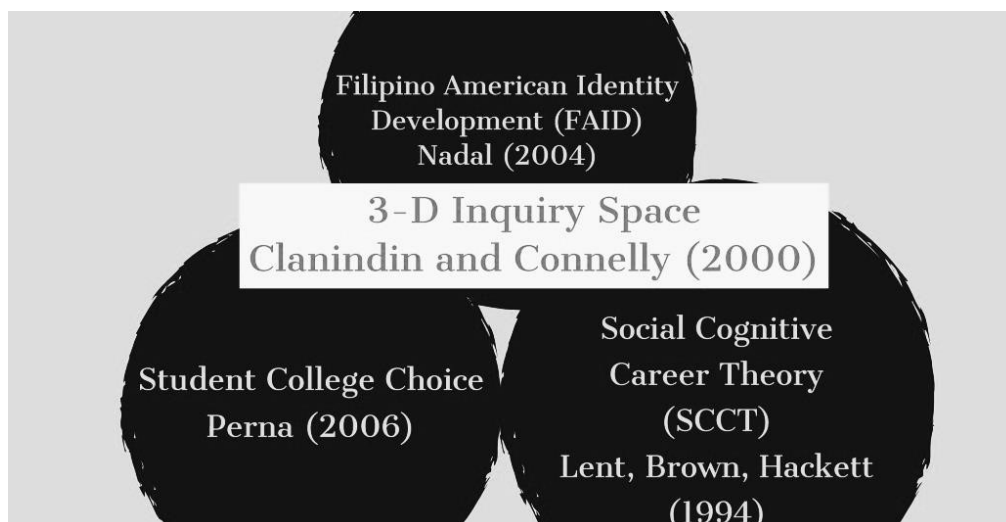 Filipino American Identity
Development (FAID)
Nadal (2004)
3-D Inquiry Space
Clanindin and Connelly (2000)
Student College Choice
Perna (2006)
Social Cognitive
Career Theory
(SCCT)
Lent, Brown, Hackett
(1994)